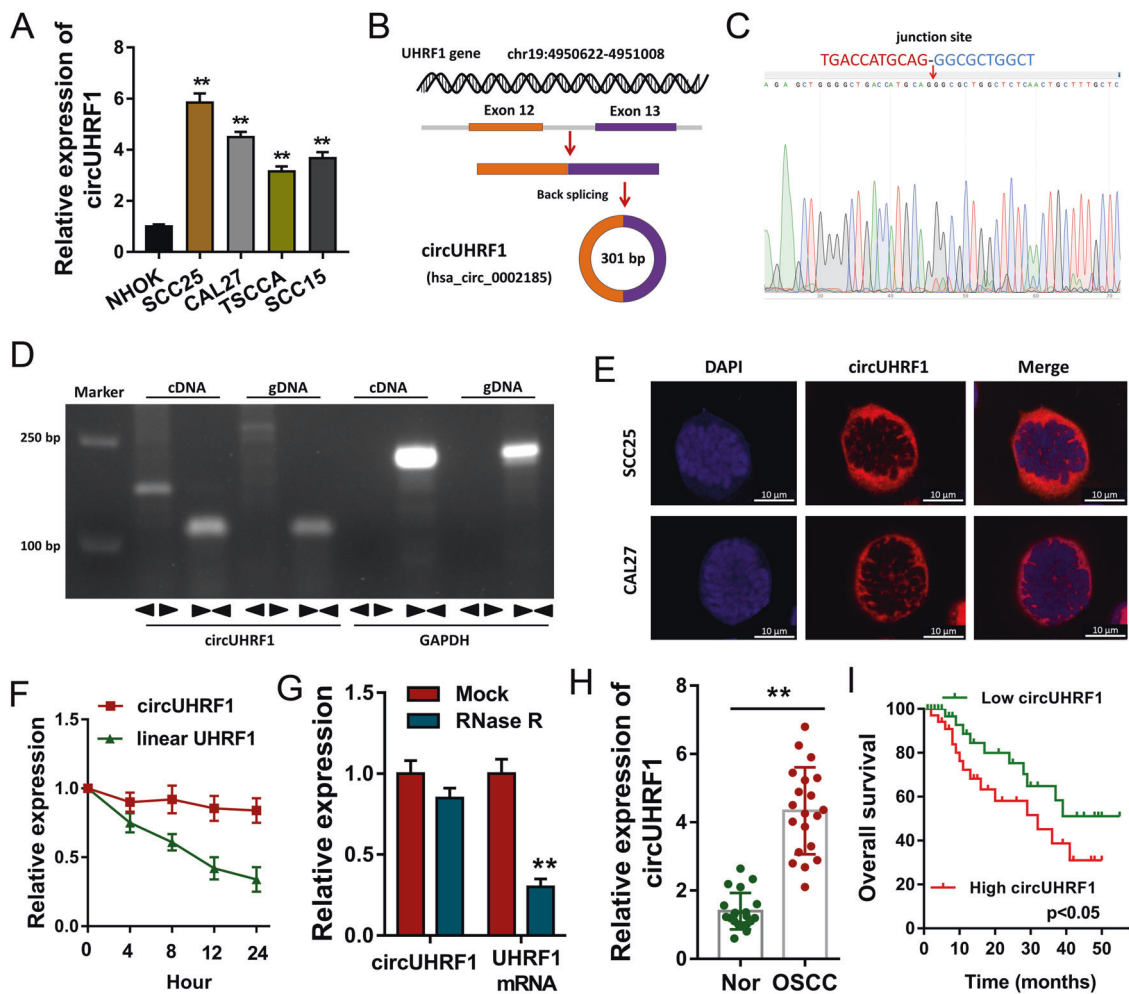 A
Relative expression of
circUHRF1
8
6
4
2
0
**
**
**
**
NHOK
SCC25
CAL27
TSCCA
SCC15
B
UHRF1 gene chr19:4950622-4951008
Exon 12 Exon 13
Back splicing
circUHRF1
(hsa_circ_0002185)
301 bp
C
junction site
TGACCATGCAG-GGCGCTGGCT
A G A G C T G G G G C T G A C C A T G C A G G G C G C T G G C T C T C A A C T G C T T T G C T C
30 40 50 60 70
D
Marker cDNA gDNA cDNA gDNA
250 bp
100 bp
circUHRF1 GAPDH
E
DAPI circUHRF1 Merge
SCC25
10 μm 10 μm 10 μm
CAL27
10 μm 10 μm 10 μm
F
Relative expression
1.5
1.0
0.5
0.0
circUHRF1
linear UHRF1
0 4 8 12 24
Hour
G
Relative expression
1.5
1.0
0.5
0.0
Mock
RNase R
**
circUHRF1 UHRF1
mRNA
H
Relative expression of
circUHRF1
8
6
4
2
0
**
Nor OSCC
I
Overall survival
100
80
60
40
20
0
Low circUHRF1
High circUHRF1
p<0.05
0 10 20 30 40 50
Time (months)